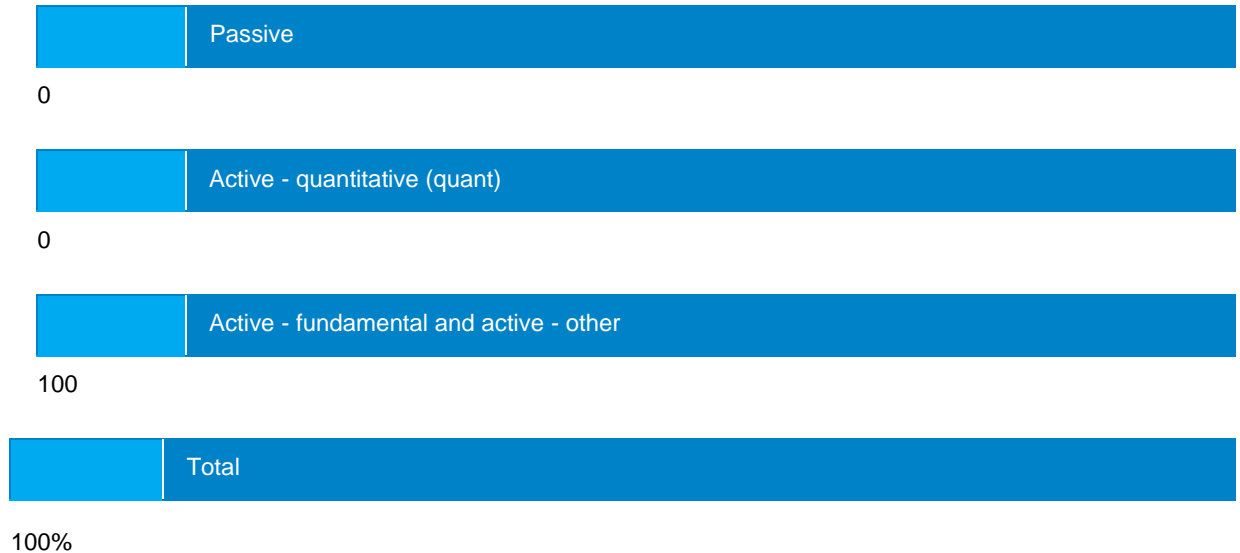 Passive
0
Active - quantitative (quant)
0
Active - fundamental and active - other
100
Total
100%